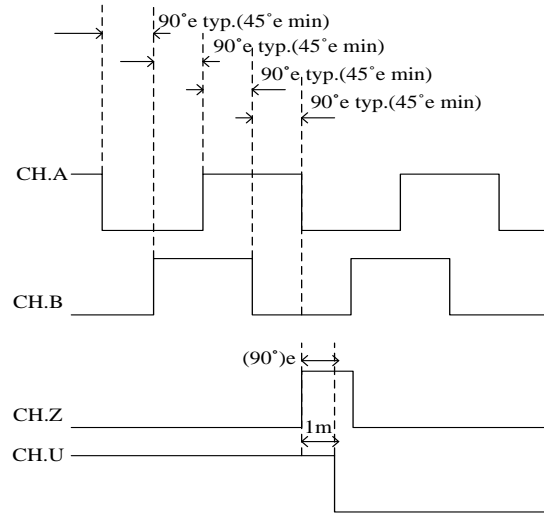 90°e typ.(45°e min)
90°e typ.(45°e min)
90°e typ.(45°e min)
90°e typ.(45°e min)
CH.A
CH.B
(90°)e
CH.Z
1m
CH.U